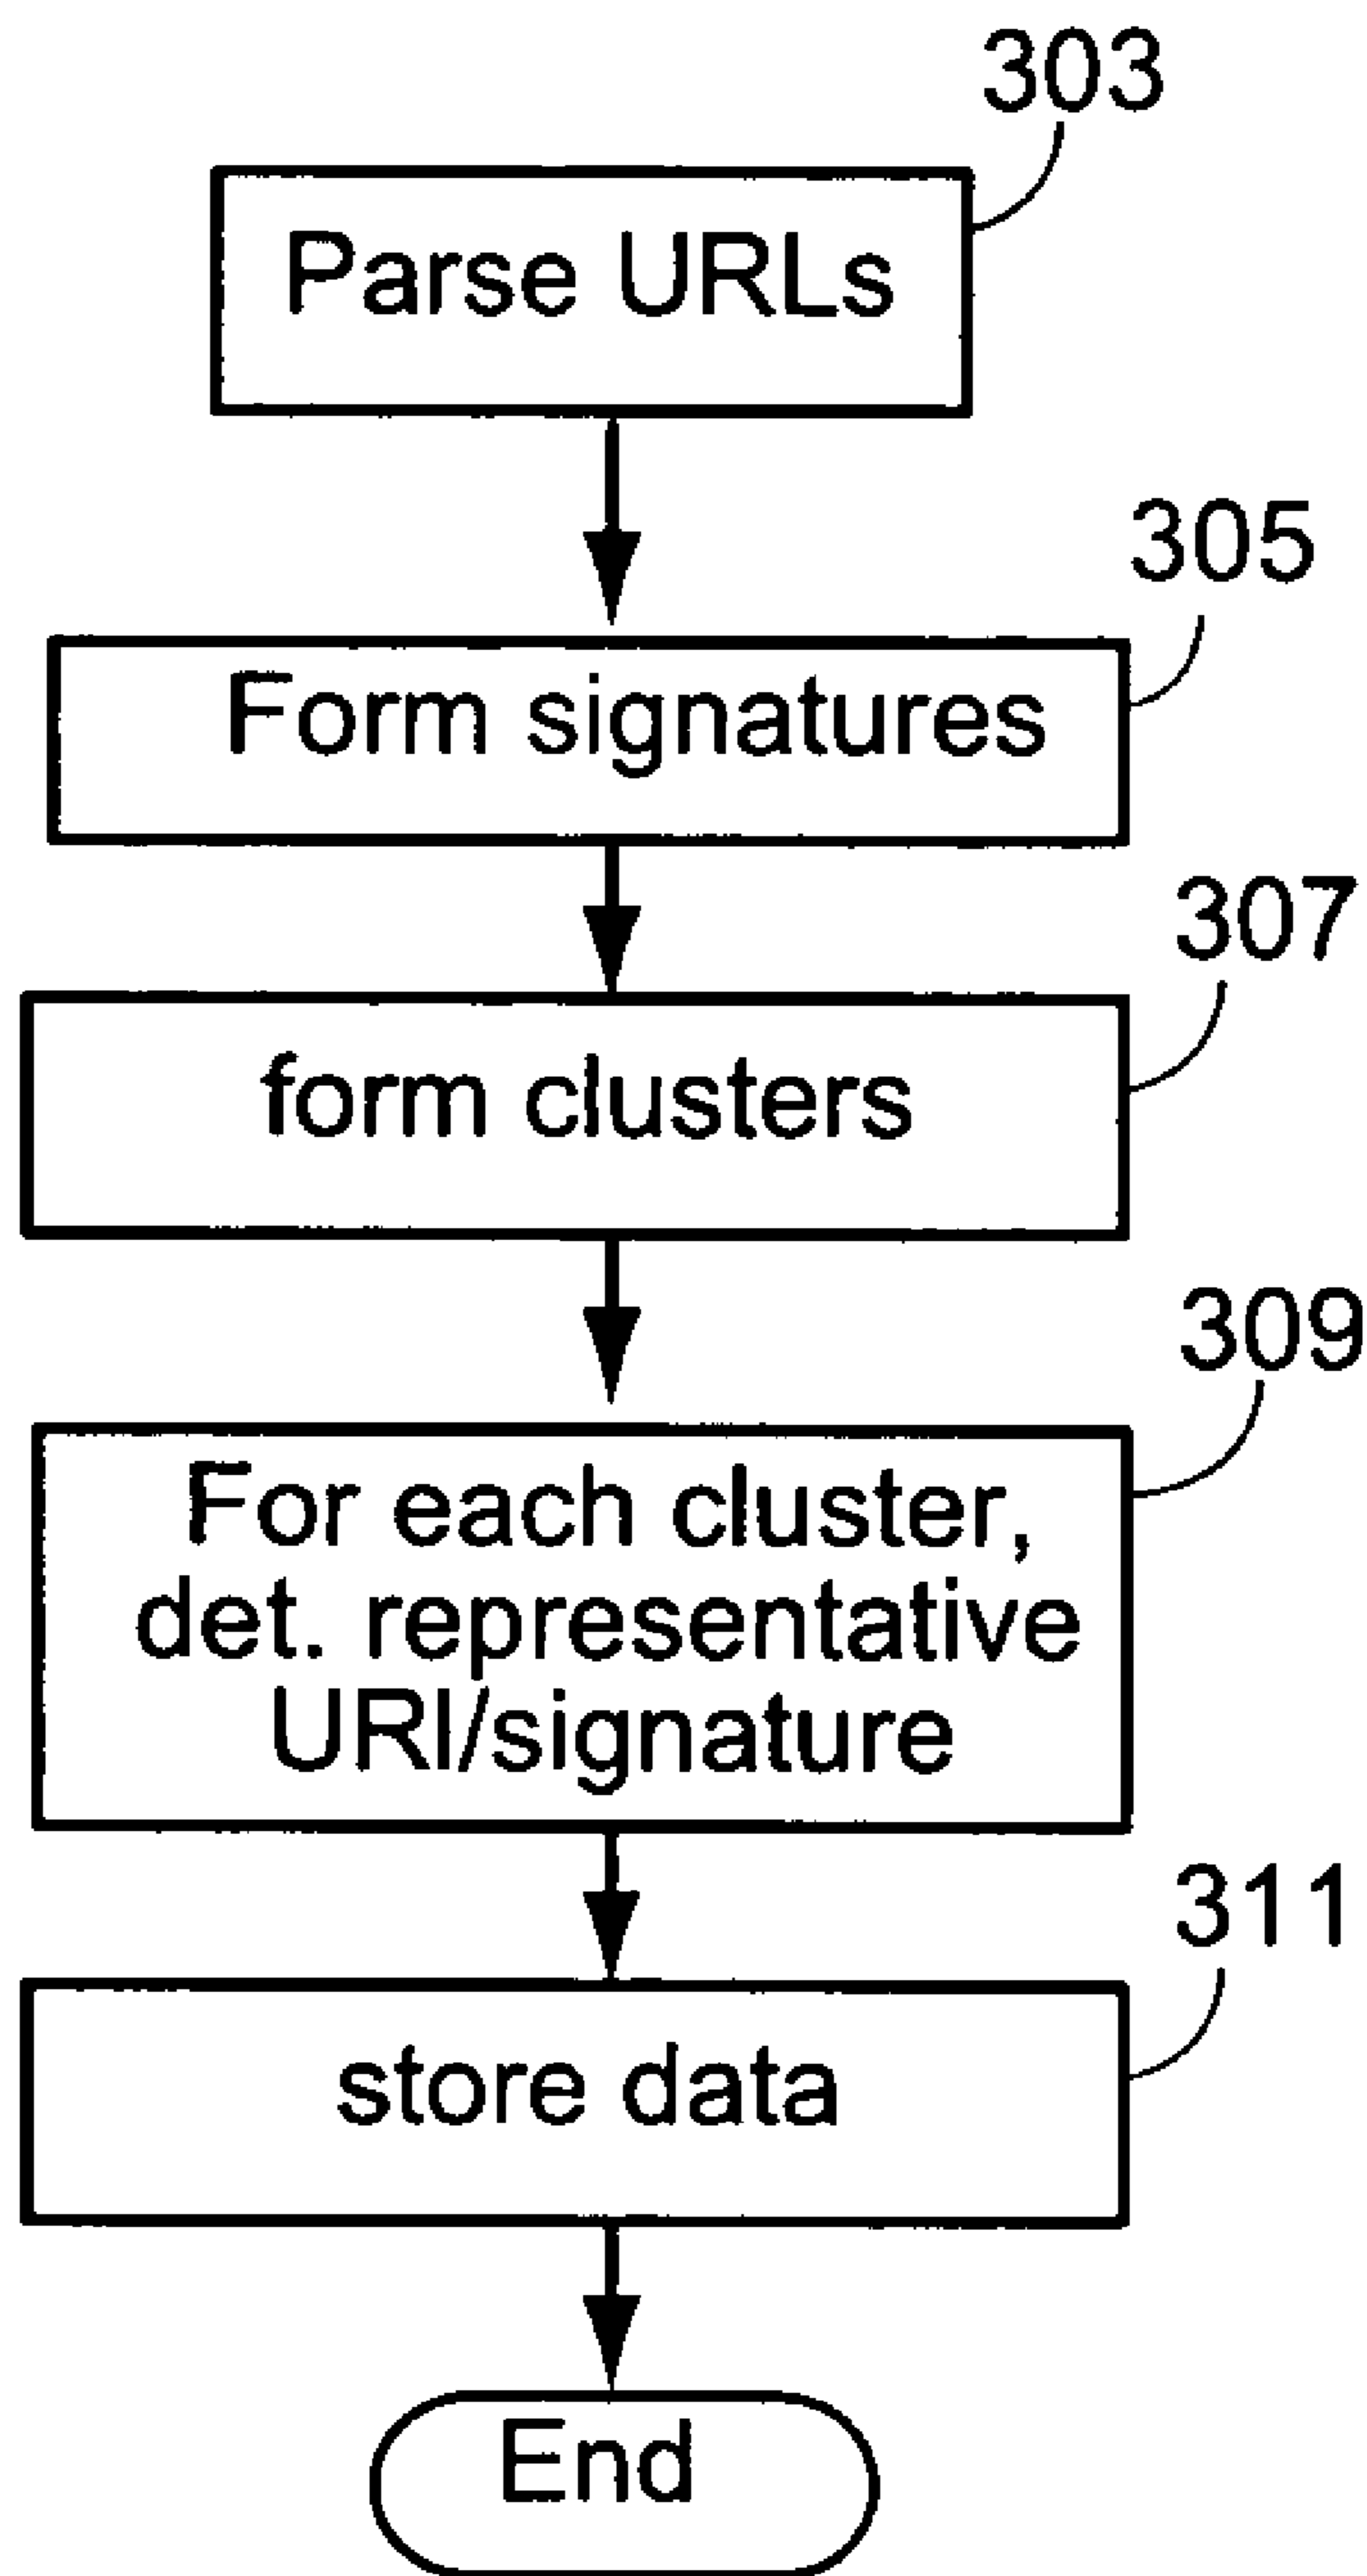 303
Parse URLs
305
Form signatures
307
form clusters
309
For each cluster,
det. representative
URI/signature
311
store data
End